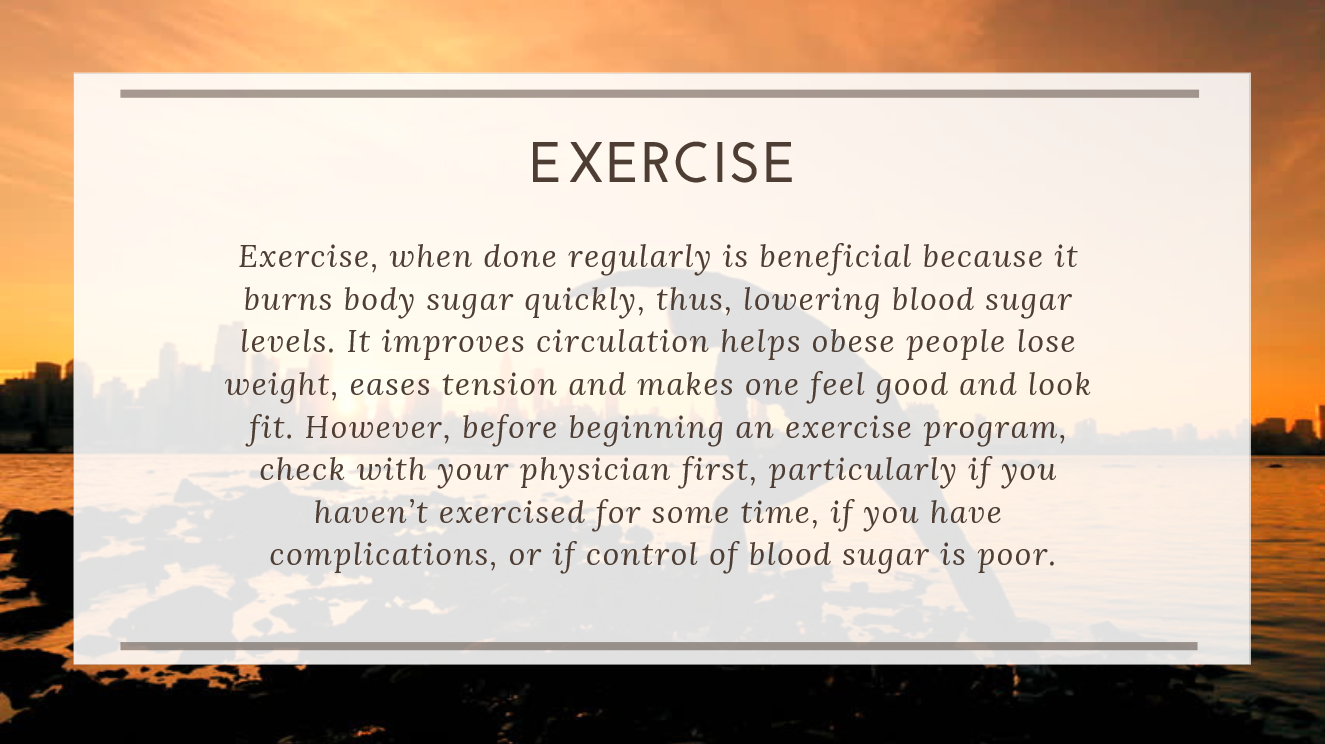 EXERCISE
Exercise, when done regularly is beneficial because it
burns body sugar quickly, thus, lowering blood sugar
levels. It improves circulation helps obese people lose
weight, eases tension and makes one feel good and look
fit. However, before beginning an exercise program,
check with your physician first, particularly if you
haven’t exercised for some time, if you have
complications, or if control of blood sugar is poor.